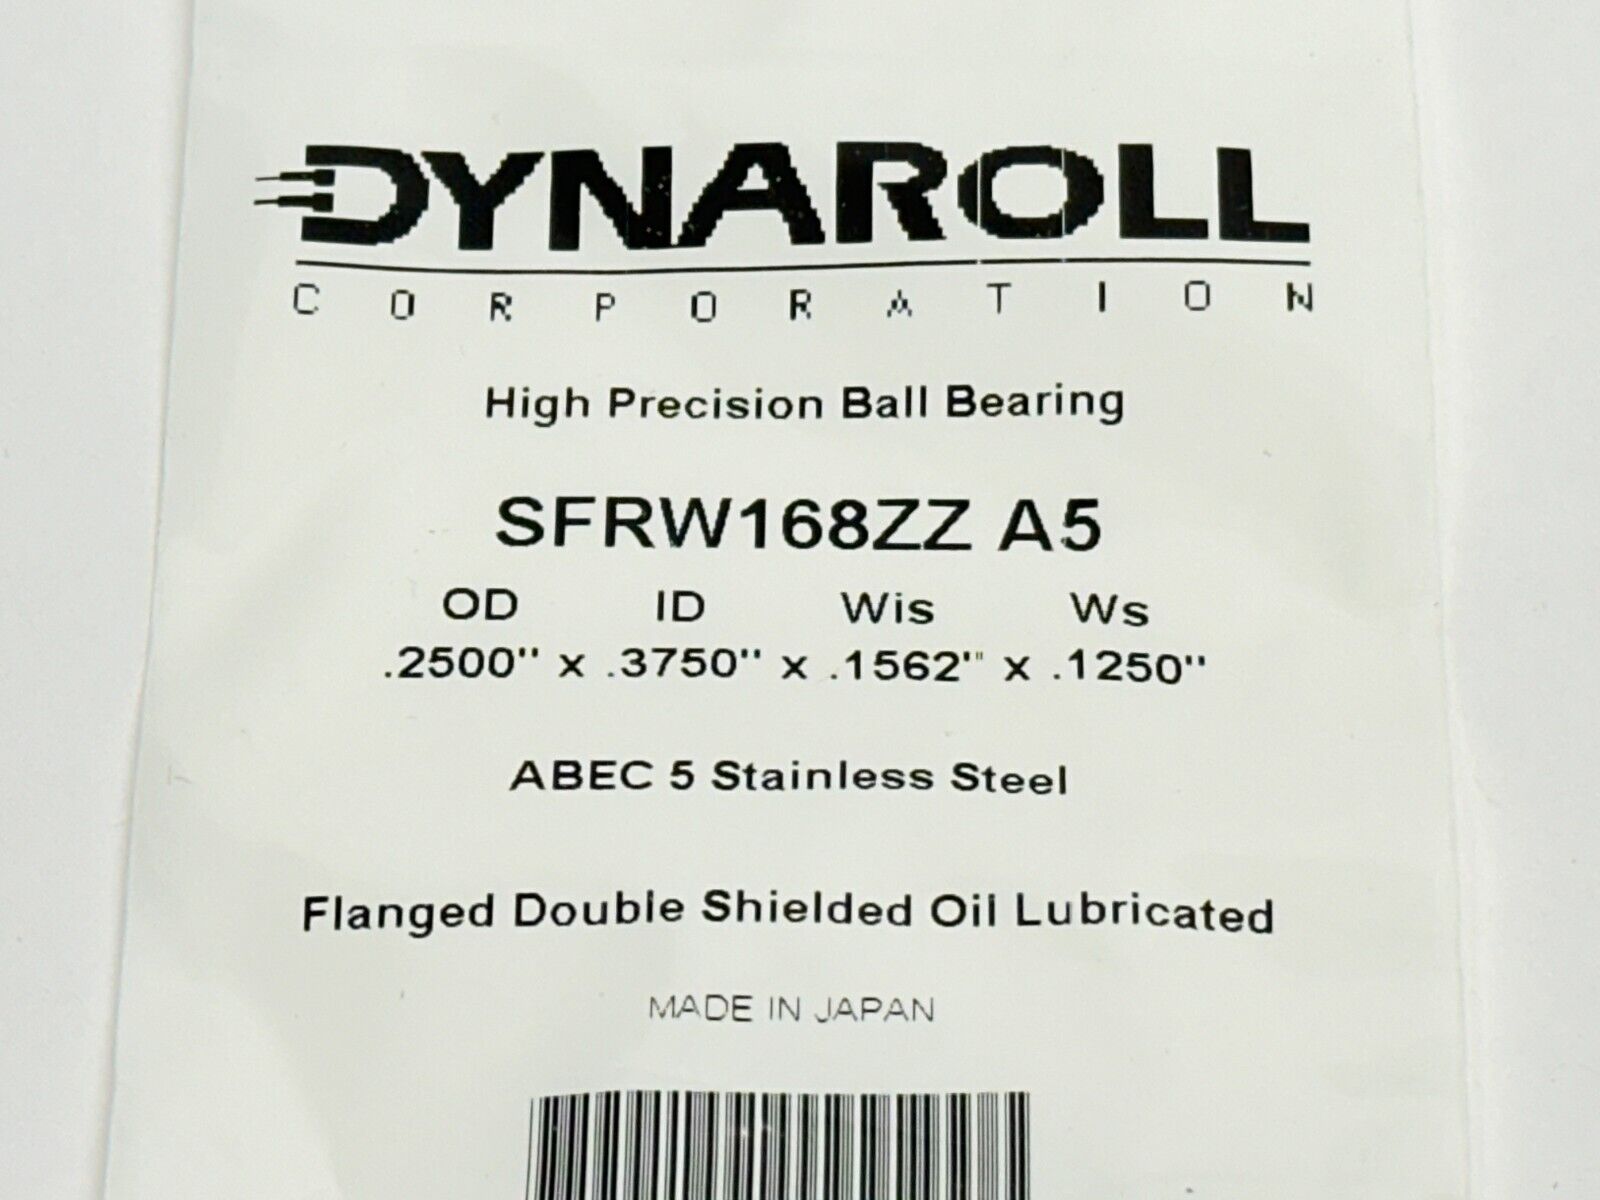 DYNAROLL
CORPORATION
High Precision Ball Bearing
SFRW168ZZ A5
OD ID Wis Ws
.2500" x .3750" x .1562'" x .1250"
ABEC 5 Stainless Steel
Flanged Double Shielded Oil Lubricated
MADE IN JAPAN